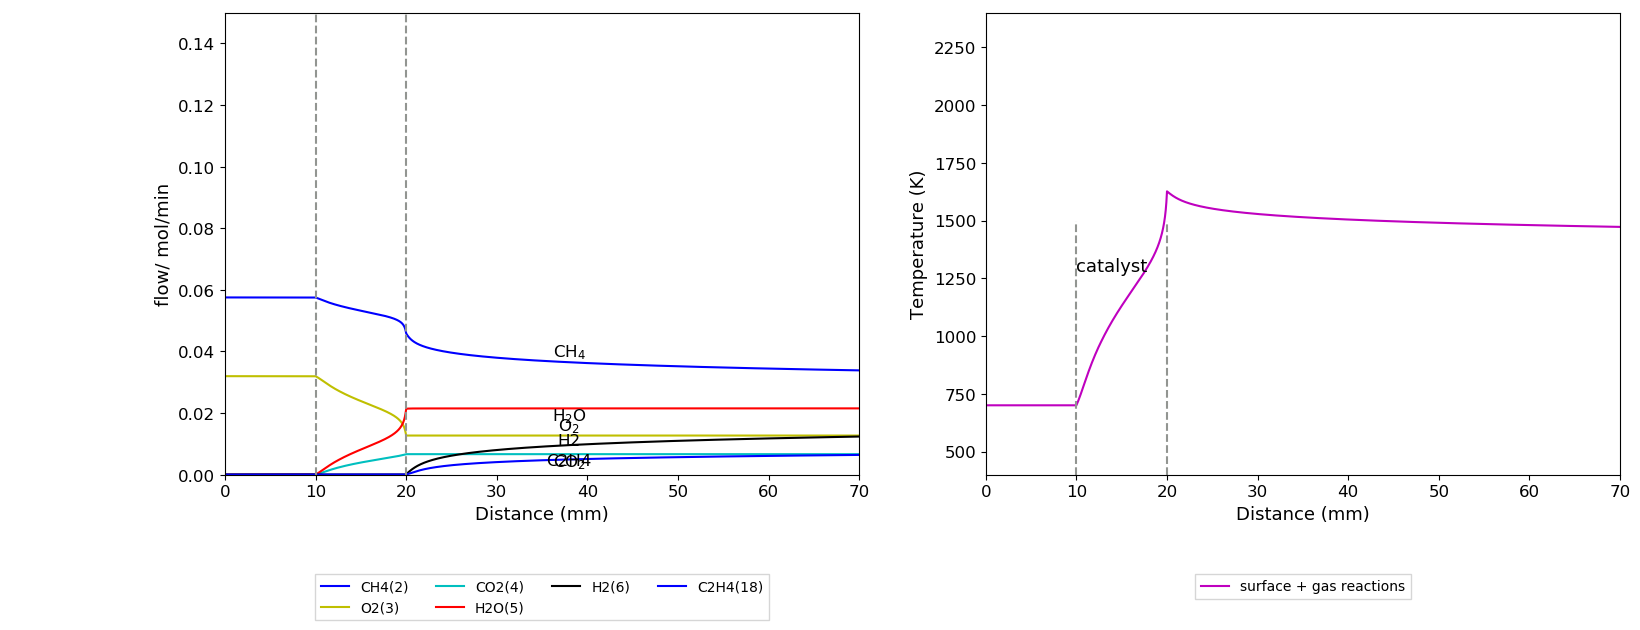 0.14
0.12
0.10
0.08
0.06
0.04
0.02
0.00
flow/ mol/min
CH₄
H₂O
O₂
H2
C2H4
CO₂
0 10 20 30 40 50 60 70
Distance (mm)
CH4(2) CO2(4) H2(6) C2H4(18)
O2(3) H2O(5)
2250
2000
1750
1500
1250
1000
750
500
Temperature (K)
catalyst
0 10 20 30 40 50 60 70
Distance (mm)
surface + gas reactions